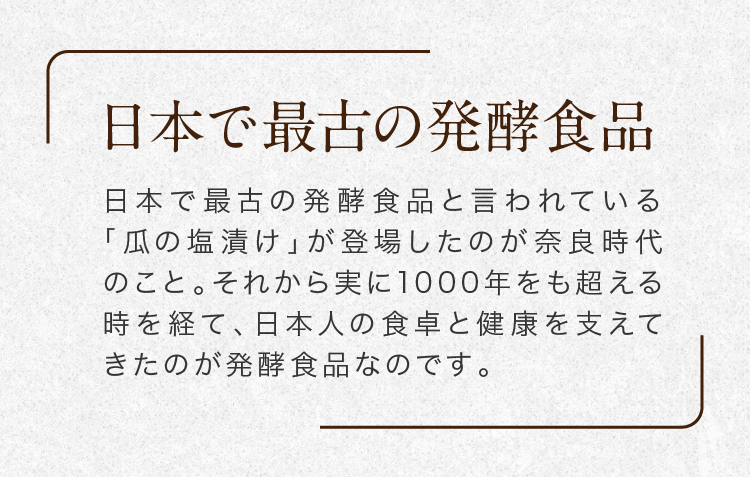 日本で最古の発酵食品
日本で最古の発酵食品と言われている
「瓜の塩漬け」が登場したのが奈良時代
のこと。それから実に1000年をも超える
時を経て、日本人の食卓と健康を支えて
きたのが発酵食品なのです。